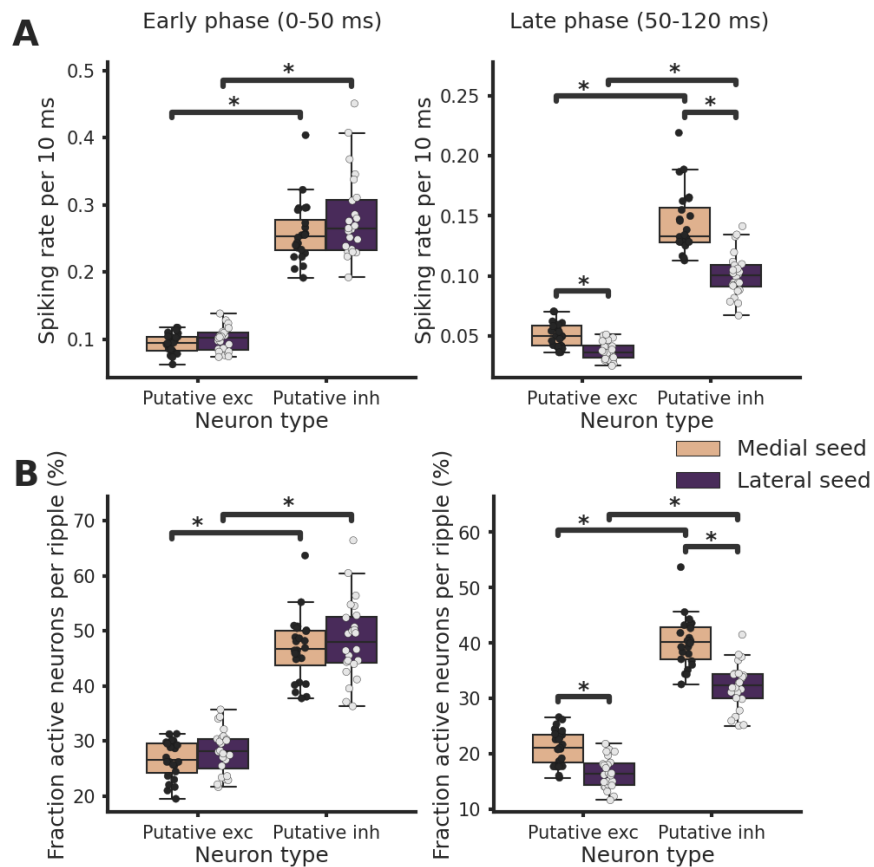 A
Early phase (0-50 ms)
Late phase (50-120 ms)
Spiking rate per 10 ms
0.5
0.4
0.3
0.2
0.1
*
*
Putative exc
Putative inh
Neuron type
Spiking rate per 10 ms
0.25
0.20
0.15
0.10
0.05
*
*
*
*
Putative exc
Putative inh
Neuron type
Medial seed
Lateral seed
B
Fraction active neurons per ripple (%)
70
60
50
40
30
20
*
*
Putative exc
Putative inh
Neuron type
Fraction active neurons per ripple (%)
60
50
40
30
20
10
*
*
*
*
Putative exc
Putative inh
Neuron type